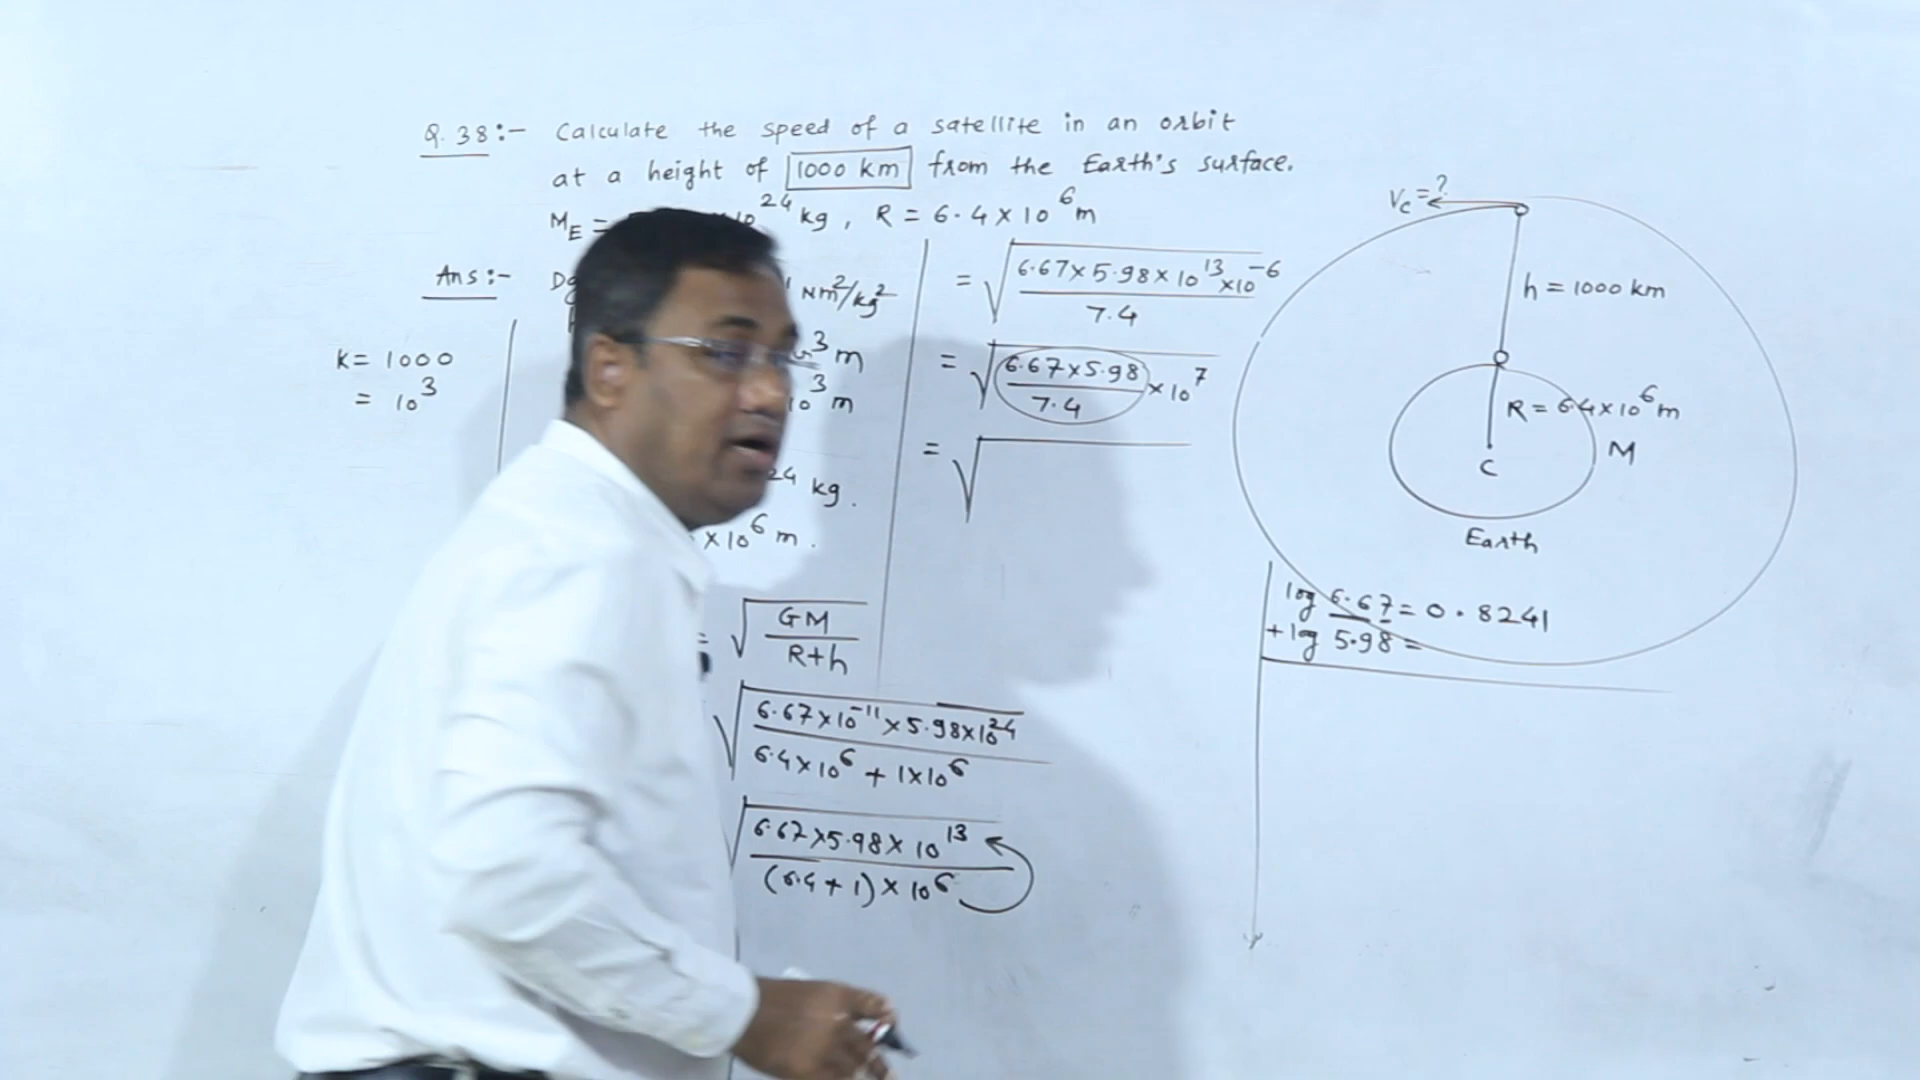 Q. 38:- Calculate the speed of a satellite in an orbit
at a height of 1000 km from the Earth's surface.
M_E = 10^24 kg, R = 6.4 × 10^6 m
Ans:-
Nm²/kg²
K = 1000
= 10^3
3 m
10^3 m
24 kg.
× 10^6 m.
= √(GM / R+h)
√(6.67 × 10^-11 × 5.98 × 10^24 / 6.4 × 10^6 + 1 × 10^6)
√(6.67 × 5.98 × 10^13 / (6.4 + 1) × 10^6)
= √(6.67 × 5.98 × 10^13 × 10^-6 / 7.4)
= √(6.67 × 5.98 / 7.4 × 10^7)
= √
V_c = ?
h = 1000 km
R = 6.4 × 10^6 m
M
C
Earth
log 6.67 = 0.8241
+ log 5.98 =